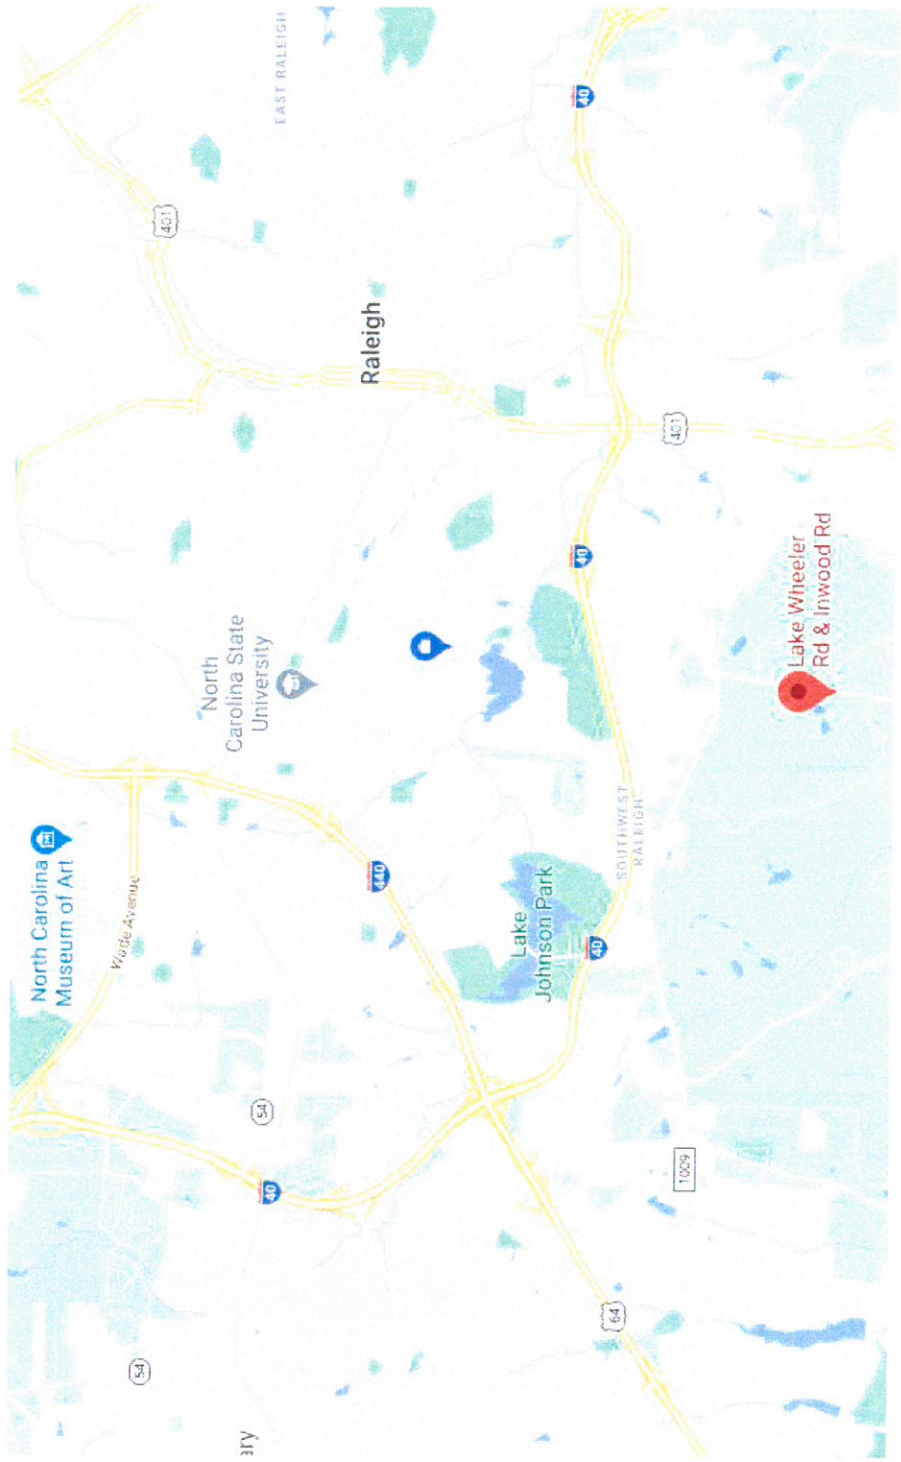 North Carolina
Museum of Art
Wade Avenue
54
401
North
Carolina State
University
54
40
EAST RALEIGH
Raleigh
440
Lake
Johnson Park
40
40
40
64
SOUTHWEST
RALEIGH
1009
401
Lake Wheeler
Rd & Inwood Rd